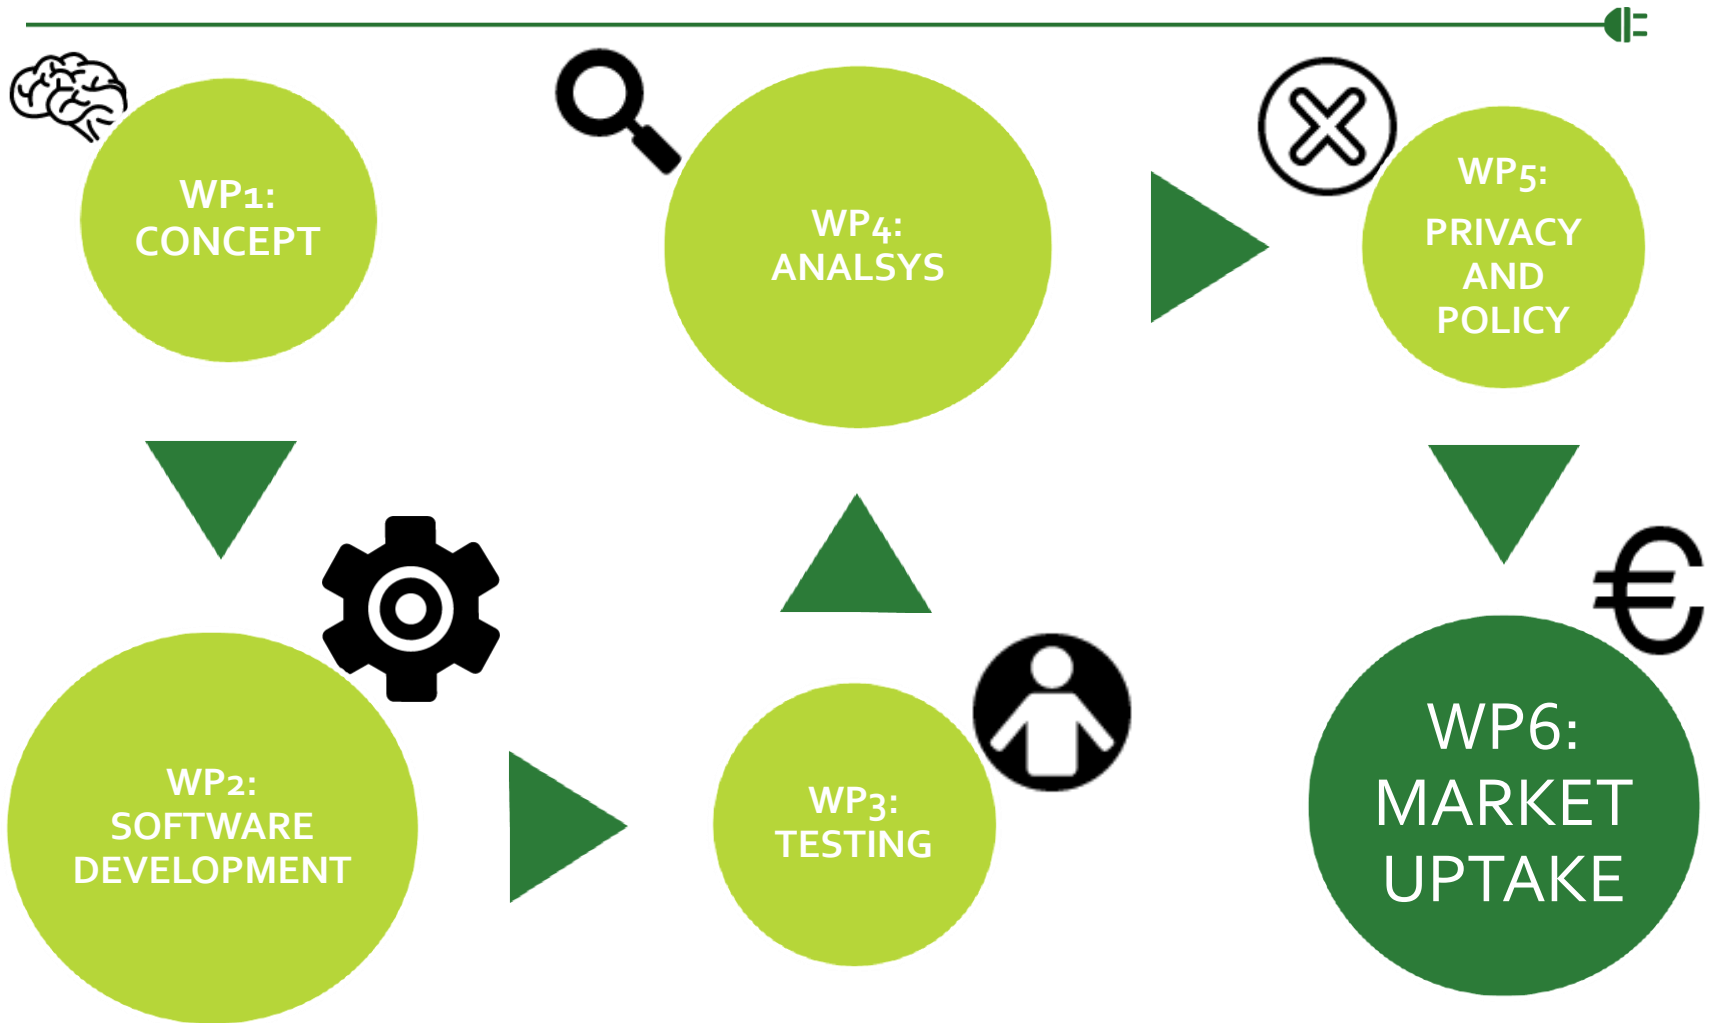 WP1:
CONCEPT
WP2:
SOFTWARE
DEVELOPMENT
WP3:
TESTING
WP4:
ANALSYS
WP5:
PRIVACY
AND
POLICY
WP6:
MARKET
UPTAKE